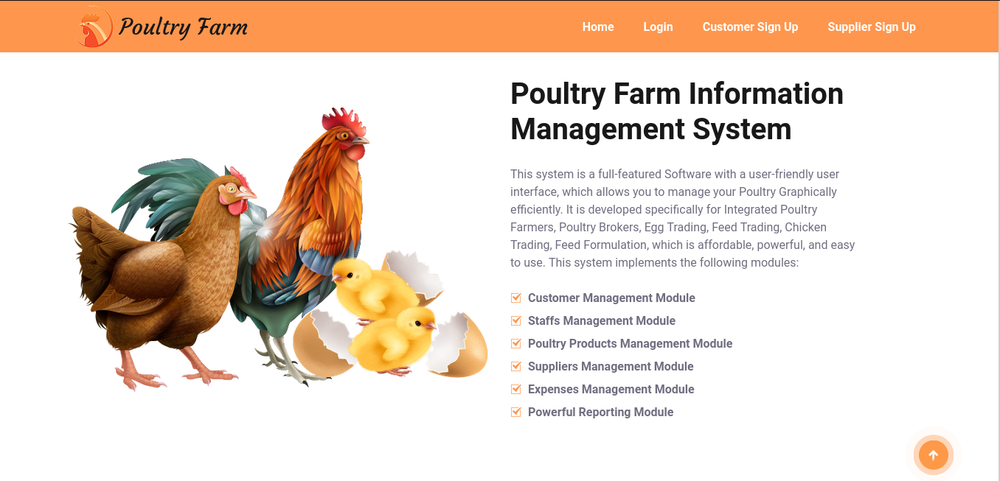 Poultry Farm
Home
Login
Customer Sign Up
Supplier Sign Up
Poultry Farm Information
Management System
This system is a full-featured Software with a user-friendly user
interface, which allows you to manage your Poultry Graphically
efficiently. It is developed specifically for Integrated Poultry
Farmers, Poultry Brokers, Egg Trading, Feed Trading, Chicken
Trading, Feed Formulation, which is affordable, powerful, and easy
to use. This system implements the following modules:
Customer Management Module
Staffs Management Module
Poultry Products Management Module
Suppliers Management Module
Expenses Management Module
Powerful Reporting Module